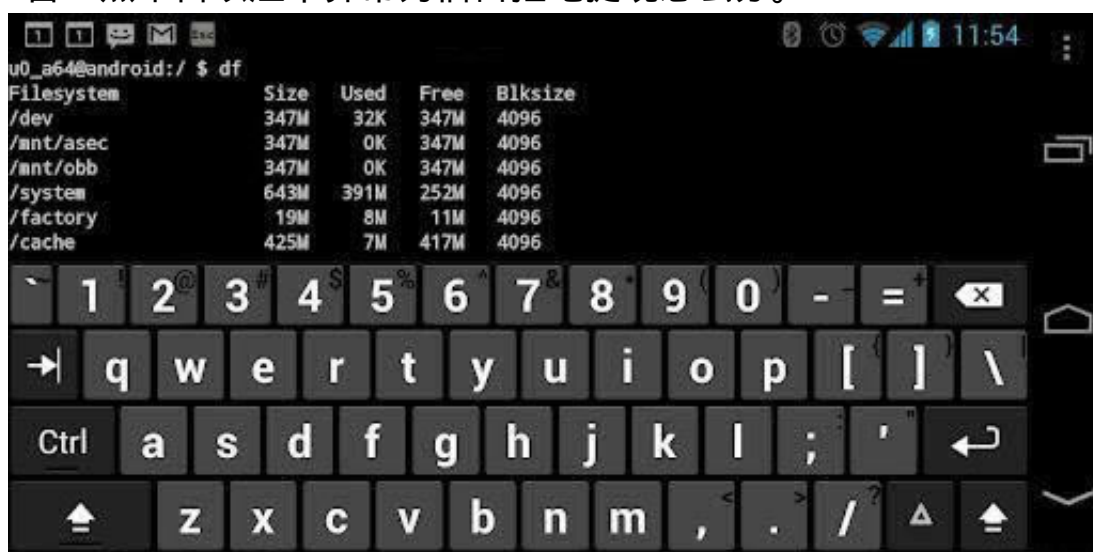 11:54
u0_a64@android:/ $ df
Filesystem Size Used Free Blksize
/dev 347M 32K 347M 4096
/mnt/asec 347M 0K 347M 4096
/mnt/obb 347M 0K 347M 4096
/system 643M 391M 252M 4096
/factory 19M 8M 11M 4096
/cache 425M 7M 417M 4096
` 1 ! 2 @ 3 # 4 $ 5 % 6 ^ 7 & 8 * 9 ( 0 ) - _ = +
q w e r t y u i o p [ { ] } \ |
Ctrl a s d f g h j k l ; : ' "
z x c v b n m , < . > / ?